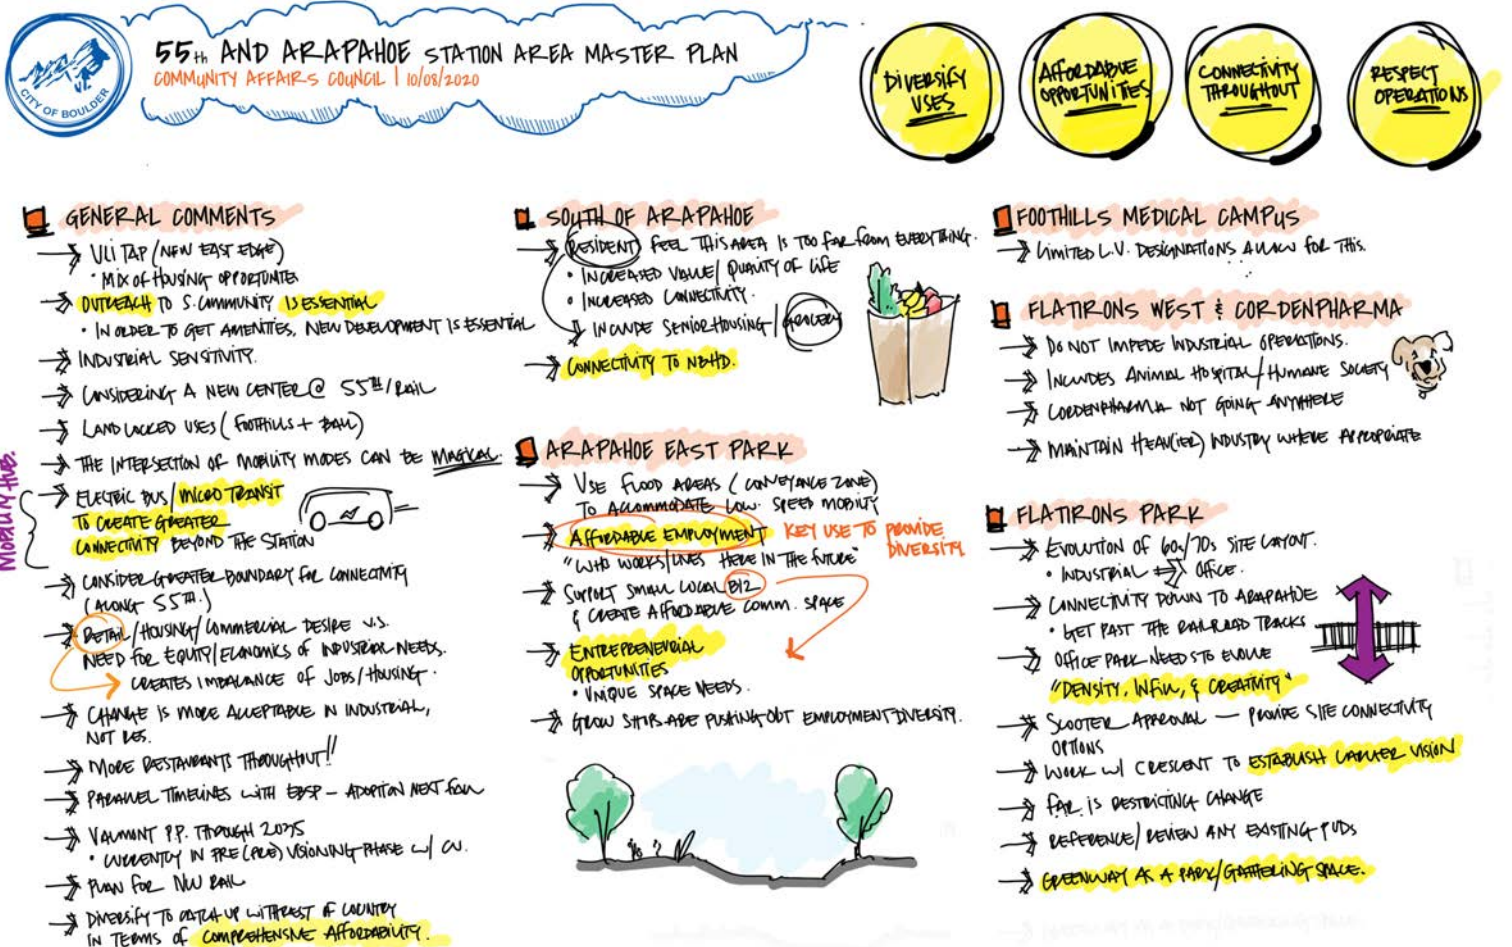 CITY OF BOULDER
55th AND ARAPAHOE STATION AREA MASTER PLAN
COMMUNITY AFFAIRS COUNCIL | 10/08/2020
DIVERSIFY
USES
AFFORDABLE
OPPORTUNITIES
CONNECTIVITY
THROUGHOUT
RESPECT
OPERATIONS
GENERAL COMMENTS
ULI TAP (NEW EAST EDGE)
• MIX OF HOUSING OPPORTUNITES
OUTREACH TO S. COMMUNITY IS ESSENTIAL
• IN ORDER TO GET AMENITIES, NEW DEVELOPMENT IS ESSENTIAL
INDUSTRIAL SENSITIVITY.
CONSIDERING A NEW CENTER @ 55TH/RAIL
LAND LOCKED USES (FOOTHILLS + BALL)
THE INTERSECTION OF MOBILITY MODES CAN BE MAGICAL.
MOBILITY HUB.
ELECTRIC BUS/MICRO TRANSIT
TO CREATE GREATER
CONNECTIVITY BEYOND THE STATION
CONSIDER GREATER BOUNDARY FOR CONNECTIVITY
(ALONG 55TH.)
RETAIL/HOUSING/COMMERCIAL DESIRE V.S.
NEED FOR EQUITY/ECONOMICS OF INDUSTRIAL NEEDS.
CREATES IMBALANCE OF JOBS/HOUSING.
CHANGE IS MORE ACCEPTABLE IN INDUSTRIAL,
NOT RES.
MORE RESTAURANTS THROUGHOUT!!
PARALLEL TIMELINES WITH EBSP - ADOPTION NEXT FALL
VALMONT P.P. THROUGH 2035
• CURRENTLY IN PRE (PRE) VISIONING PHASE W/ CU.
PLAN FOR NW RAIL
DIVERSIFY TO CATCH UP WITH REST OF COUNTRY
IN TERMS OF COMPREHENSIVE AFFORDABILITY.
SOUTH OF ARAPAHOE
RESIDENT FEEL THIS AREA IS TOO FAR FROM EVERYTHING.
• INCREASED VALUE/ QUALITY OF LIFE
• INCREASED CONNECTIVITY.
INCLUDE SENIOR HOUSING/GROCERY
CONNECTIVITY TO NBHD.
ARAPAHOE EAST PARK
USE FLOOD AREAS (CONVEYANCE ZONE)
TO ACCOMMODATE LOW. SPEED MOBILITY
AFFORDABLE EMPLOYMENT KEY USE TO PROVIDE
DIVERSITY.
"WHO WORKS/LIVES HERE IN THE FUTURE"
SUPPORT SMALL LOCAL BIZ
& CREATE AFFORDABLE COMM. SPACE
ENTREPRENEURIAL
OPPORTUNITIES
• UNIQUE SPACE NEEDS.
GROW SHOPS ARE PUSHING OUT EMPLOYMENT DIVERSITY.
FOOTHILLS MEDICAL CAMPUS
LIMITED L.U. DESIGNATIONS ALLOW FOR THIS.
FLATIRONS WEST & CORDENPHARMA
DO NOT IMPEDE INDUSTRIAL OPERATIONS.
INCLUDES ANIMAL HOSPITAL/HUMANE SOCIETY
CORDENPHARMA NOT GOING ANYWHERE
MAINTAIN HEAV(IER) INDUSTRY WHERE APPROPRIATE
FLATIRONS PARK
EVOLUTION OF 60s/70s SITE LAYOUT.
• INDUSTRIAL ⇒ OFFICE.
CONNECTIVITY DOWN TO ARAPAHOE
• GET PAST THE RAILROAD TRACKS
OFFICE PARK NEEDS TO EVOLVE
"DENSITY, INFILL, & CREATIVITY"
SCOOTER APPROVAL — PROVIDE SITE CONNECTIVITY
OPTIONS
WORK W/ CRESCENT TO ESTABLISH LARGER VISION
F.A.R. IS RESTRICTING CHANGE
REFERENCE/REVIEW ANY EXISTING PUDS
GREENWAY AS A PARK/GATHERING SPACE.